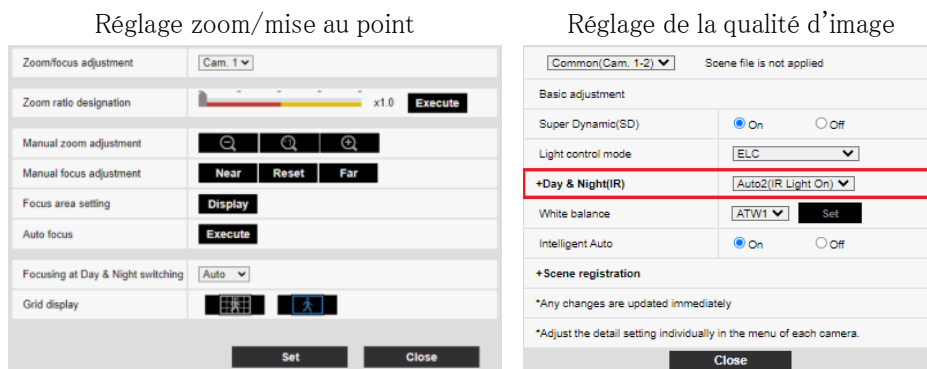 Réglage zoom/mise au point
Zoom/focus adjustment Cam. 1
Zoom ratio designation x1.0 Execute
Manual zoom adjustment
Manual focus adjustment Near Reset Far
Focus area setting Display
Auto focus Execute
Focusing at Day & Night switching Auto
Grid display
Set Close
Réglage de la qualité d'image
Common(Cam. 1-2) Scene file is not applied
Basic adjustment
Super Dynamic(SD) On Off
Light control mode ELC
+Day & Night(IR) Auto2(IR Light On)
White balance ATW1 Set
Intelligent Auto On Off
+Scene registration
*Any changes are updated immediately
*Adjust the detail setting individually in the menu of each camera.
Close